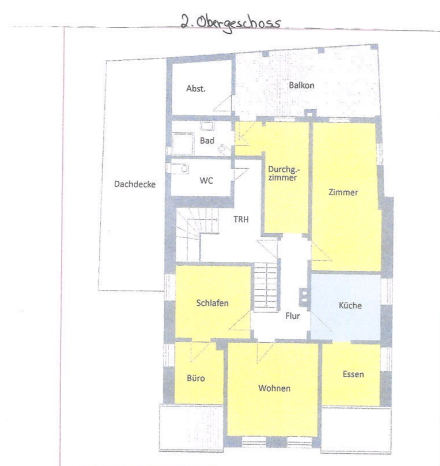 2. Obergeschoss
Abst.
Balkon
Bad
Durchg.-
zimmer
WC
Zimmer
Dachdecke
TRH
Schlafen
Küche
Flur
Büro
Wohnen
Essen